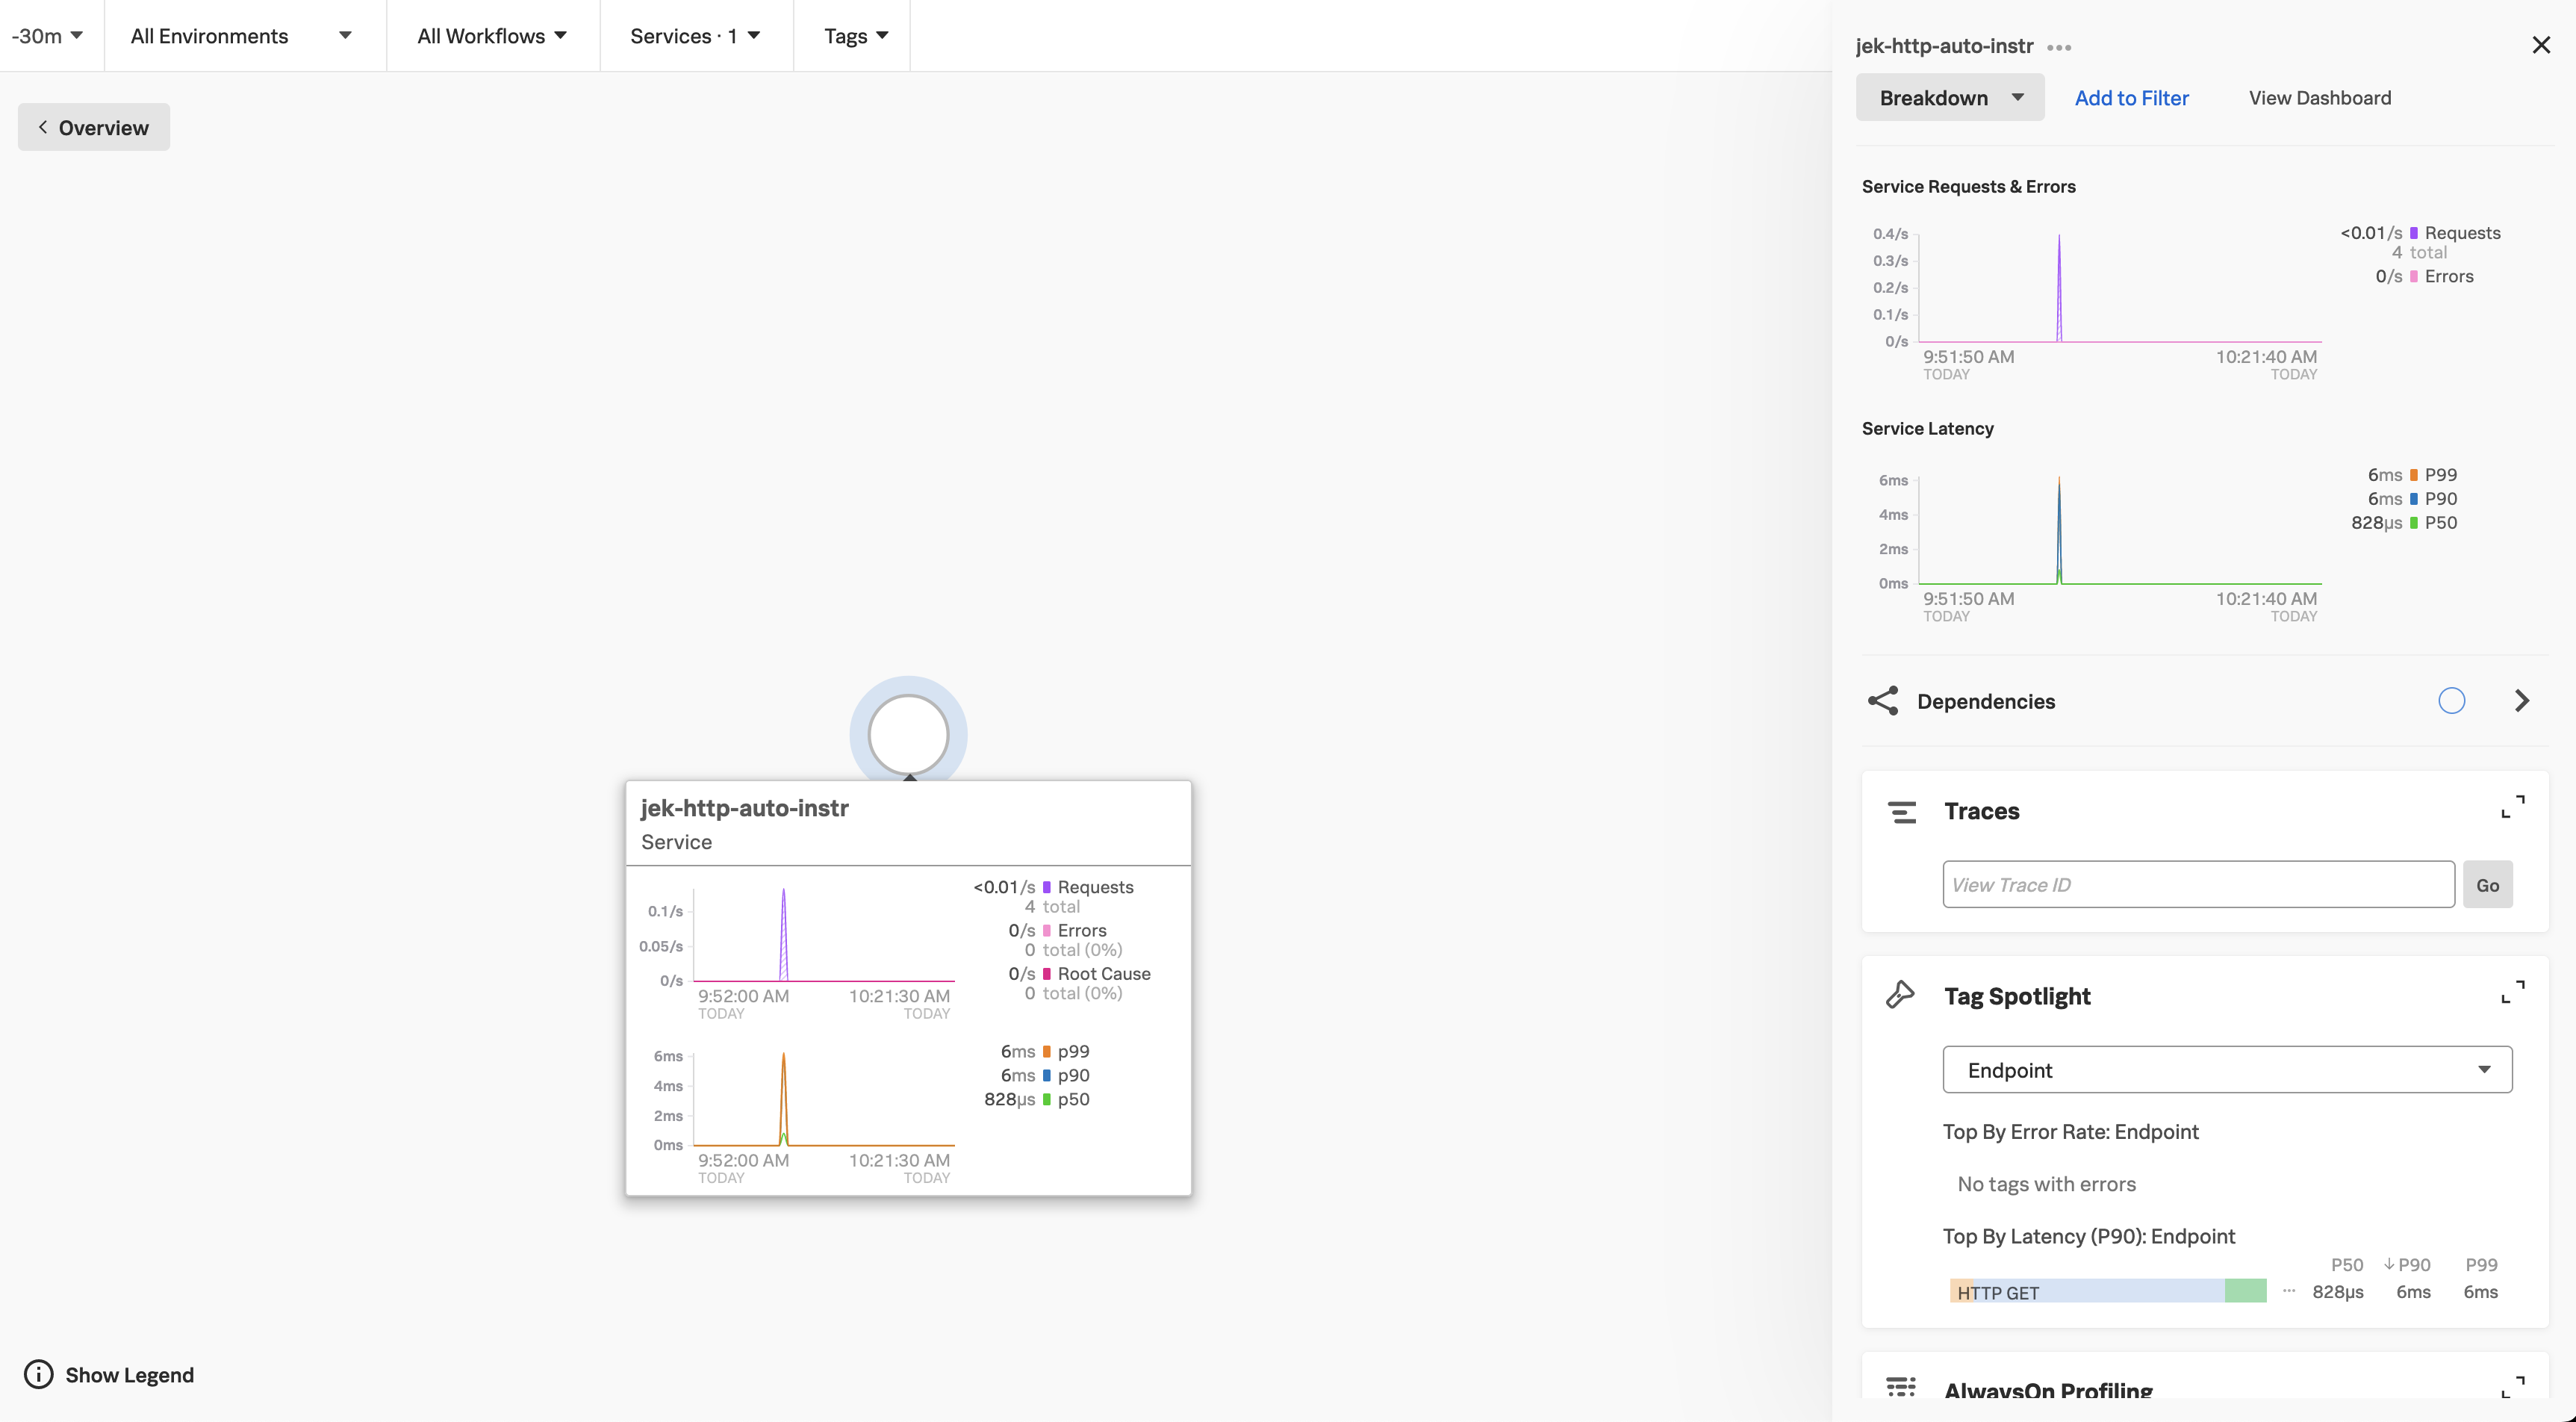 -30m
All Environments
All Workflows
Services · 1
Tags
Overview
jek-http-auto-instr
Service
0.1/s
0.05/s
0/s
9:52:00 AM
TODAY
10:21:30 AM
TODAY
<0.01/s Requests
4 total
0/s Errors
0 total (0%)
0/s Root Cause
0 total (0%)
6ms
4ms
2ms
0ms
9:52:00 AM
TODAY
10:21:30 AM
TODAY
6ms p99
6ms p90
828µs p50
Show Legend
jek-http-auto-instr
Breakdown
Add to Filter
View Dashboard
Service Requests & Errors
0.4/s
0.3/s
0.2/s
0.1/s
0/s
9:51:50 AM
TODAY
10:21:40 AM
TODAY
<0.01/s Requests
4 total
0/s Errors
Service Latency
6ms
4ms
2ms
0ms
9:51:50 AM
TODAY
10:21:40 AM
TODAY
6ms P99
6ms P90
828µs P50
Dependencies
Traces
View Trace ID
Go
Tag Spotlight
Endpoint
Top By Error Rate: Endpoint
No tags with errors
Top By Latency (P90): Endpoint
P50 ↓P90 P99
HTTP GET ... 828µs 6ms 6ms
AlwaysOn Profiling